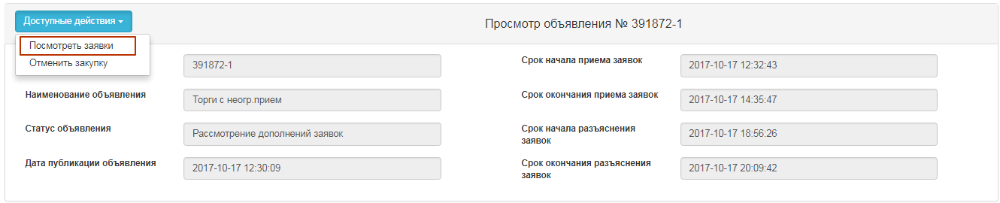 Доступные действия
Просмотр объявления № 391872-1
Посмотреть заявки
Отменить закупку
391872-1
Срок начала приема заявок
2017-10-17 12:32:43
Наименование объявления
Торги с неогр.прием
Срок окончания приема заявок
2017-10-17 14:35:47
Статус объявления
Рассмотрение дополнений заявок
Срок начала разъяснения
заявок
2017-10-17 18:56:26
Дата публикации объявления
2017-10-17 12:30:09
Срок окончания разъяснения
заявок
2017-10-17 20:09:42